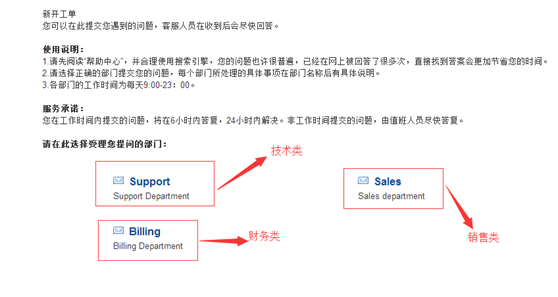 新开工单
您可以在此提交您遇到的问题，客服人员在收到后会尽快回答。
使用说明：
1.请先阅读“帮助中心”，并合理使用搜索引擎，您的问题也许很普遍，已经在网上被回答了很多次，直接找到答案会更加节省您的时间。
2.请选择正确的部门提交您的问题，每个部门所处理的具体事项在部门名称后有具体说明。
3.各部门的工作时间为每天9:00-23：00。
服务承诺：
您在工作时间内提交的问题，将在6小时内答复，24小时内解决。非工作时间提交的问题，由值班人员尽快答复。
请在此选择受理您提问的部门：
技术类
Support
Support Department
Sales
Sales department
Billing
Billing Department
财务类
销售类